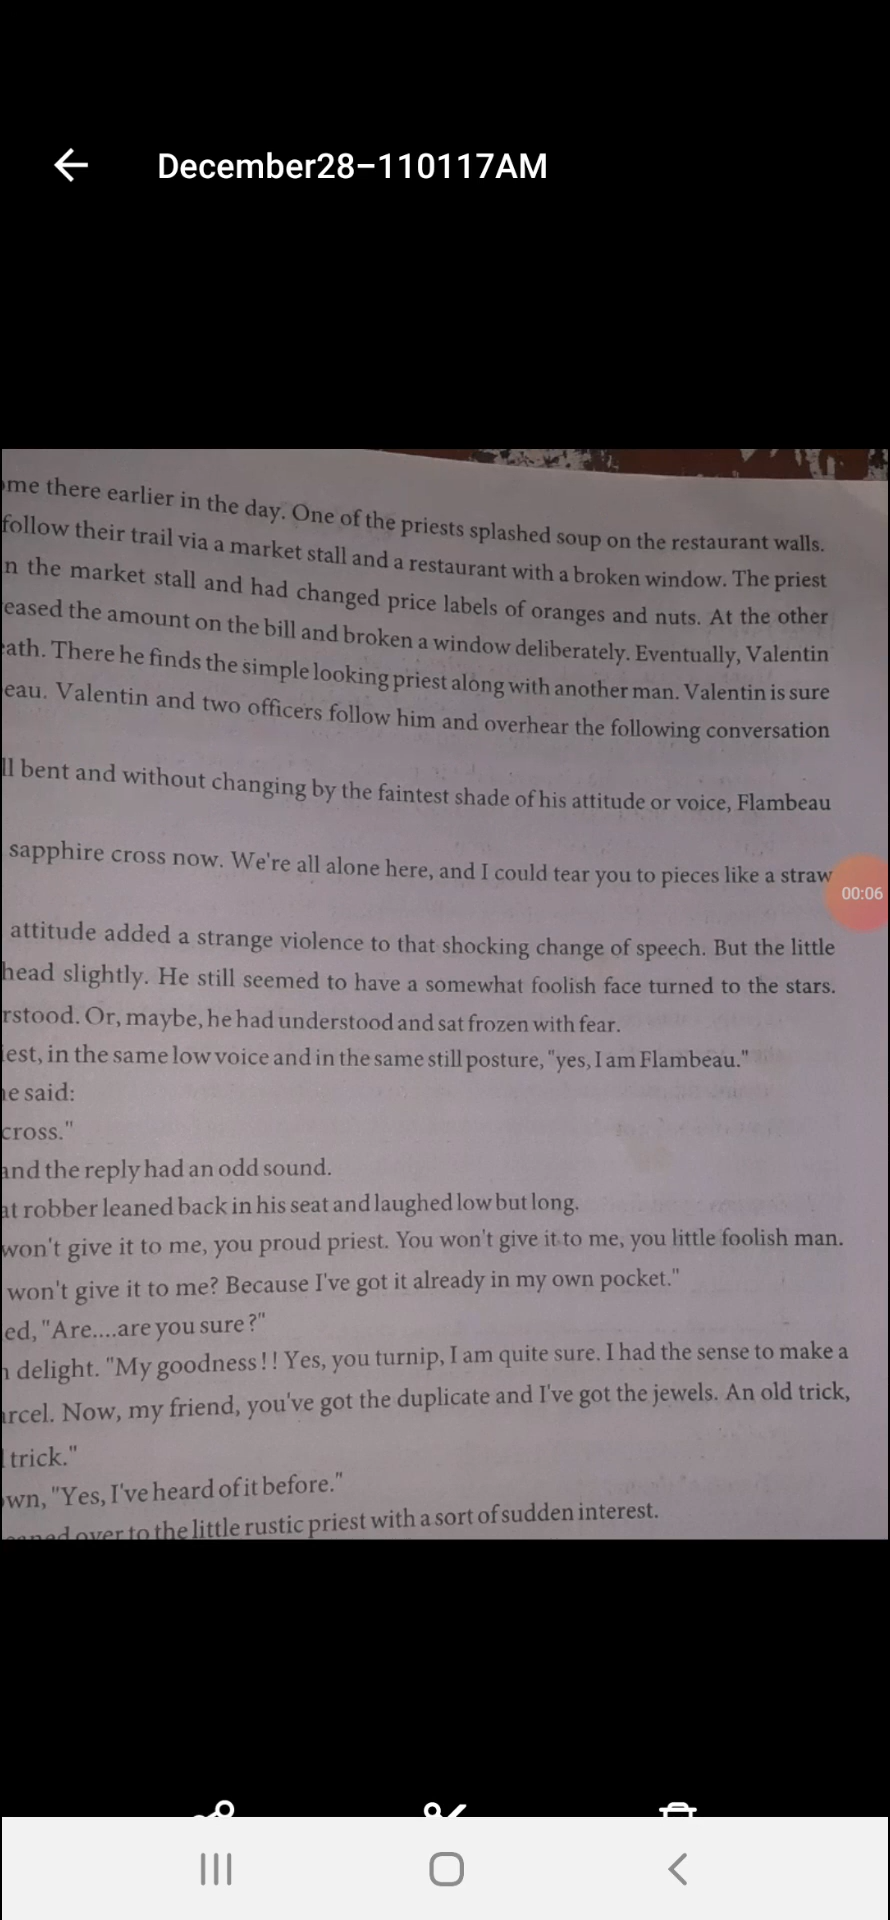 December28–110117AM
me there earlier in the day. One of the priests splashed soup on the restaurant walls.
follow their trail via a market stall and a restaurant with a broken window. The priest
n the market stall and had changed price labels of oranges and nuts. At the other
eased the amount on the bill and broken a window deliberately. Eventually, Valentin
ath. There he finds the simple looking priest along with another man. Valentin is sure
eau. Valentin and two officers follow him and overhear the following conversation
ll bent and without changing by the faintest shade of his attitude or voice, Flambeau
sapphire cross now. We're all alone here, and I could tear you to pieces like a straw
00:06
attitude added a strange violence to that shocking change of speech. But the little
head slightly. He still seemed to have a somewhat foolish face turned to the stars.
rstood. Or, maybe, he had understood and sat frozen with fear.
iest, in the same low voice and in the same still posture, "yes, I am Flambeau."
he said:
cross."
and the reply had an odd sound.
at robber leaned back in his seat and laughed low but long.
won't give it to me, you proud priest. You won't give it to me, you little foolish man.
won't give it to me? Because I've got it already in my own pocket."
ed, "Are....are you sure?"
delight. "My goodness!! Yes, you turnip, I am quite sure. I had the sense to make a
arcel. Now, my friend, you've got the duplicate and I've got the jewels. An old trick,
trick."
wn, "Yes, I've heard of it before."
over to the little rustic priest with a sort of sudden interest.